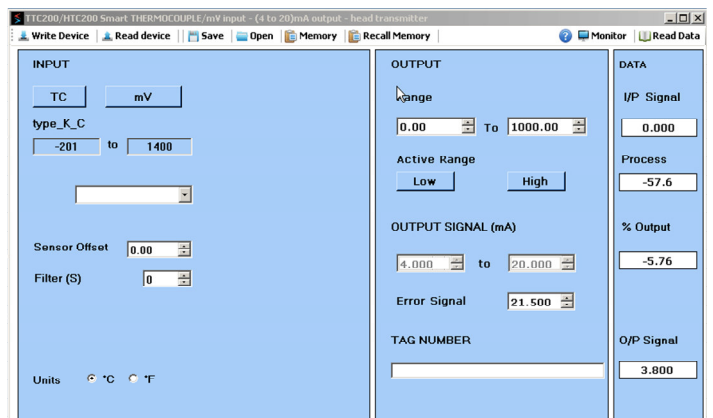 TTC200/HTC200 Smart THERMOCOUPLE/mV input - (4 to 20)mA output - head transmitter
Write Device Read device Save Open Memory Recall Memory ? Monitor Read Data
INPUT
TC mV
type_K_C
-201 to 1400
Sensor Offset 0.00
Filter (S) 0
Units °C °F
OUTPUT
Range
0.00 To 1000.00
Active Range
Low High
OUTPUT SIGNAL (mA)
4.000 to 20.000
Error Signal 21.500
TAG NUMBER
DATA
I/P Signal
0.000
Process
-57.6
% Output
-5.76
O/P Signal
3.800